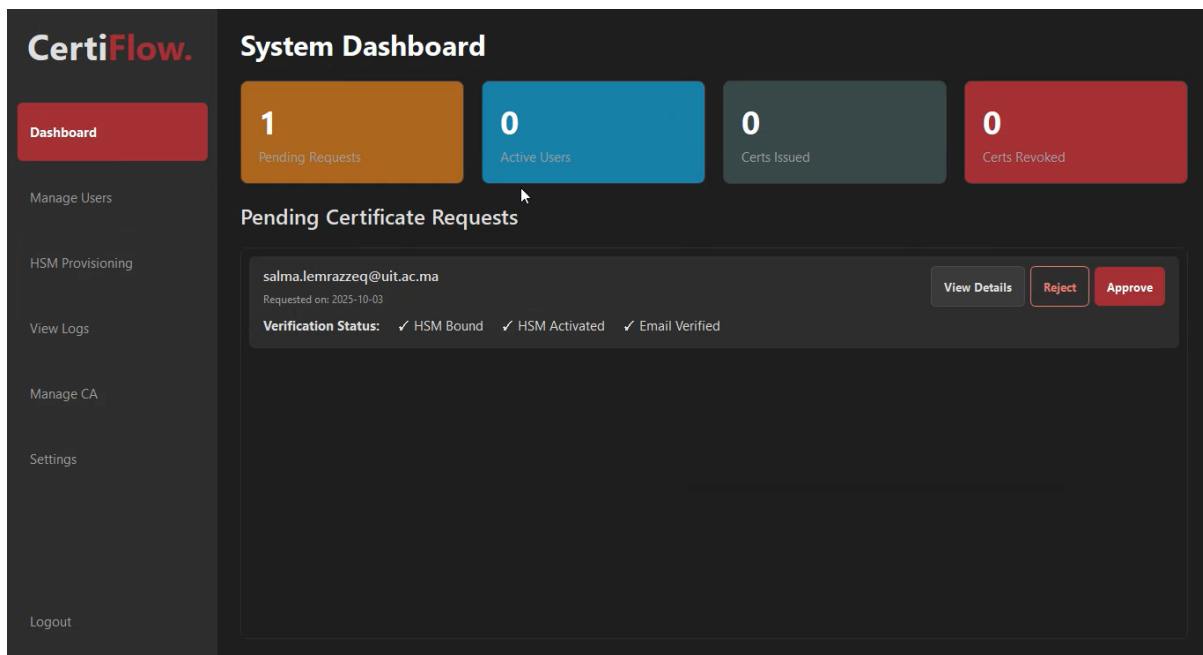 CertiFlow.
Dashboard
Manage Users
HSM Provisioning
View Logs
Manage CA
Settings
Logout
System Dashboard
1
Pending Requests
0
Active Users
0
Certs Issued
0
Certs Revoked
Pending Certificate Requests
salma.lemrazzeq@uit.ac.ma
Requested on: 2025-10-03
Verification Status: ✓ HSM Bound ✓ HSM Activated ✓ Email Verified
View Details Reject Approve